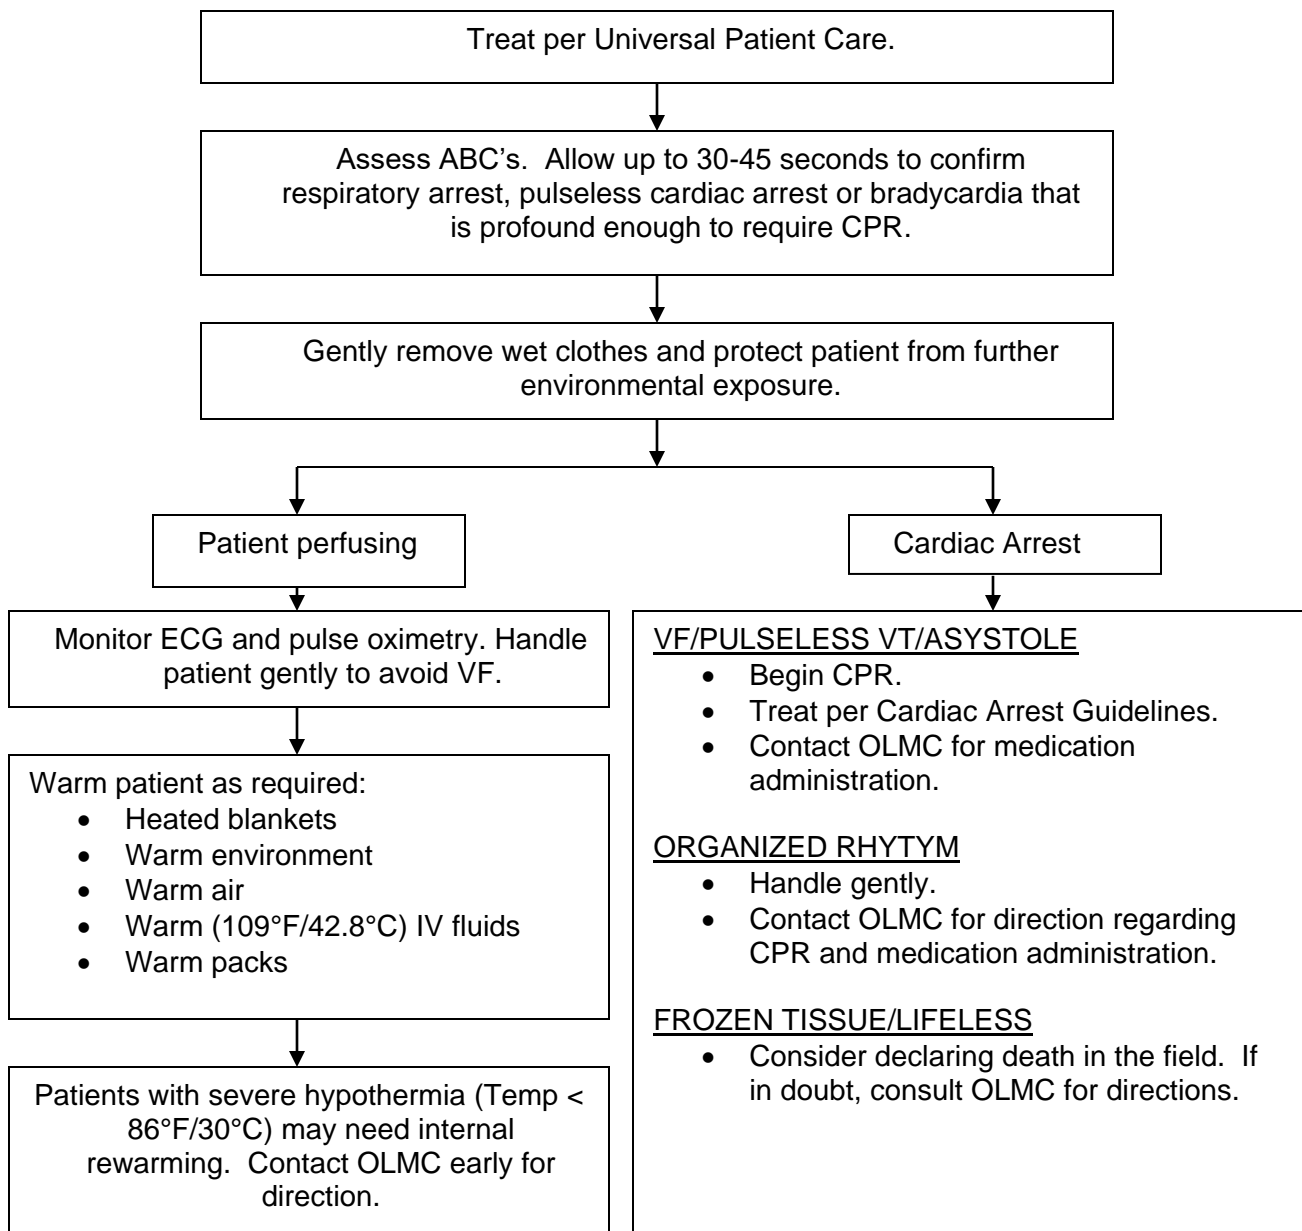 Treat per Universal Patient Care.
Assess ABC's.  Allow up to 30-45 seconds to confirm
respiratory arrest, pulseless cardiac arrest or bradycardia that
is profound enough to require CPR.
Gently remove wet clothes and protect patient from further
environmental exposure.
Patient perfusing
Monitor ECG and pulse oximetry. Handle
patient gently to avoid VF.
Warm patient as required:
• Heated blankets
• Warm environment
• Warm air
• Warm (109°F/42.8°C) IV fluids
• Warm packs
Patients with severe hypothermia (Temp <
86°F/30°C) may need internal
rewarming.  Contact OLMC early for
direction.
Cardiac Arrest
VF/PULSELESS VT/ASYSTOLE
• Begin CPR.
• Treat per Cardiac Arrest Guidelines.
• Contact OLMC for medication
administration.
ORGANIZED RHYTYM
• Handle gently.
• Contact OLMC for direction regarding
CPR and medication administration.
FROZEN TISSUE/LIFELESS
• Consider declaring death in the field.  If
in doubt, consult OLMC for directions.